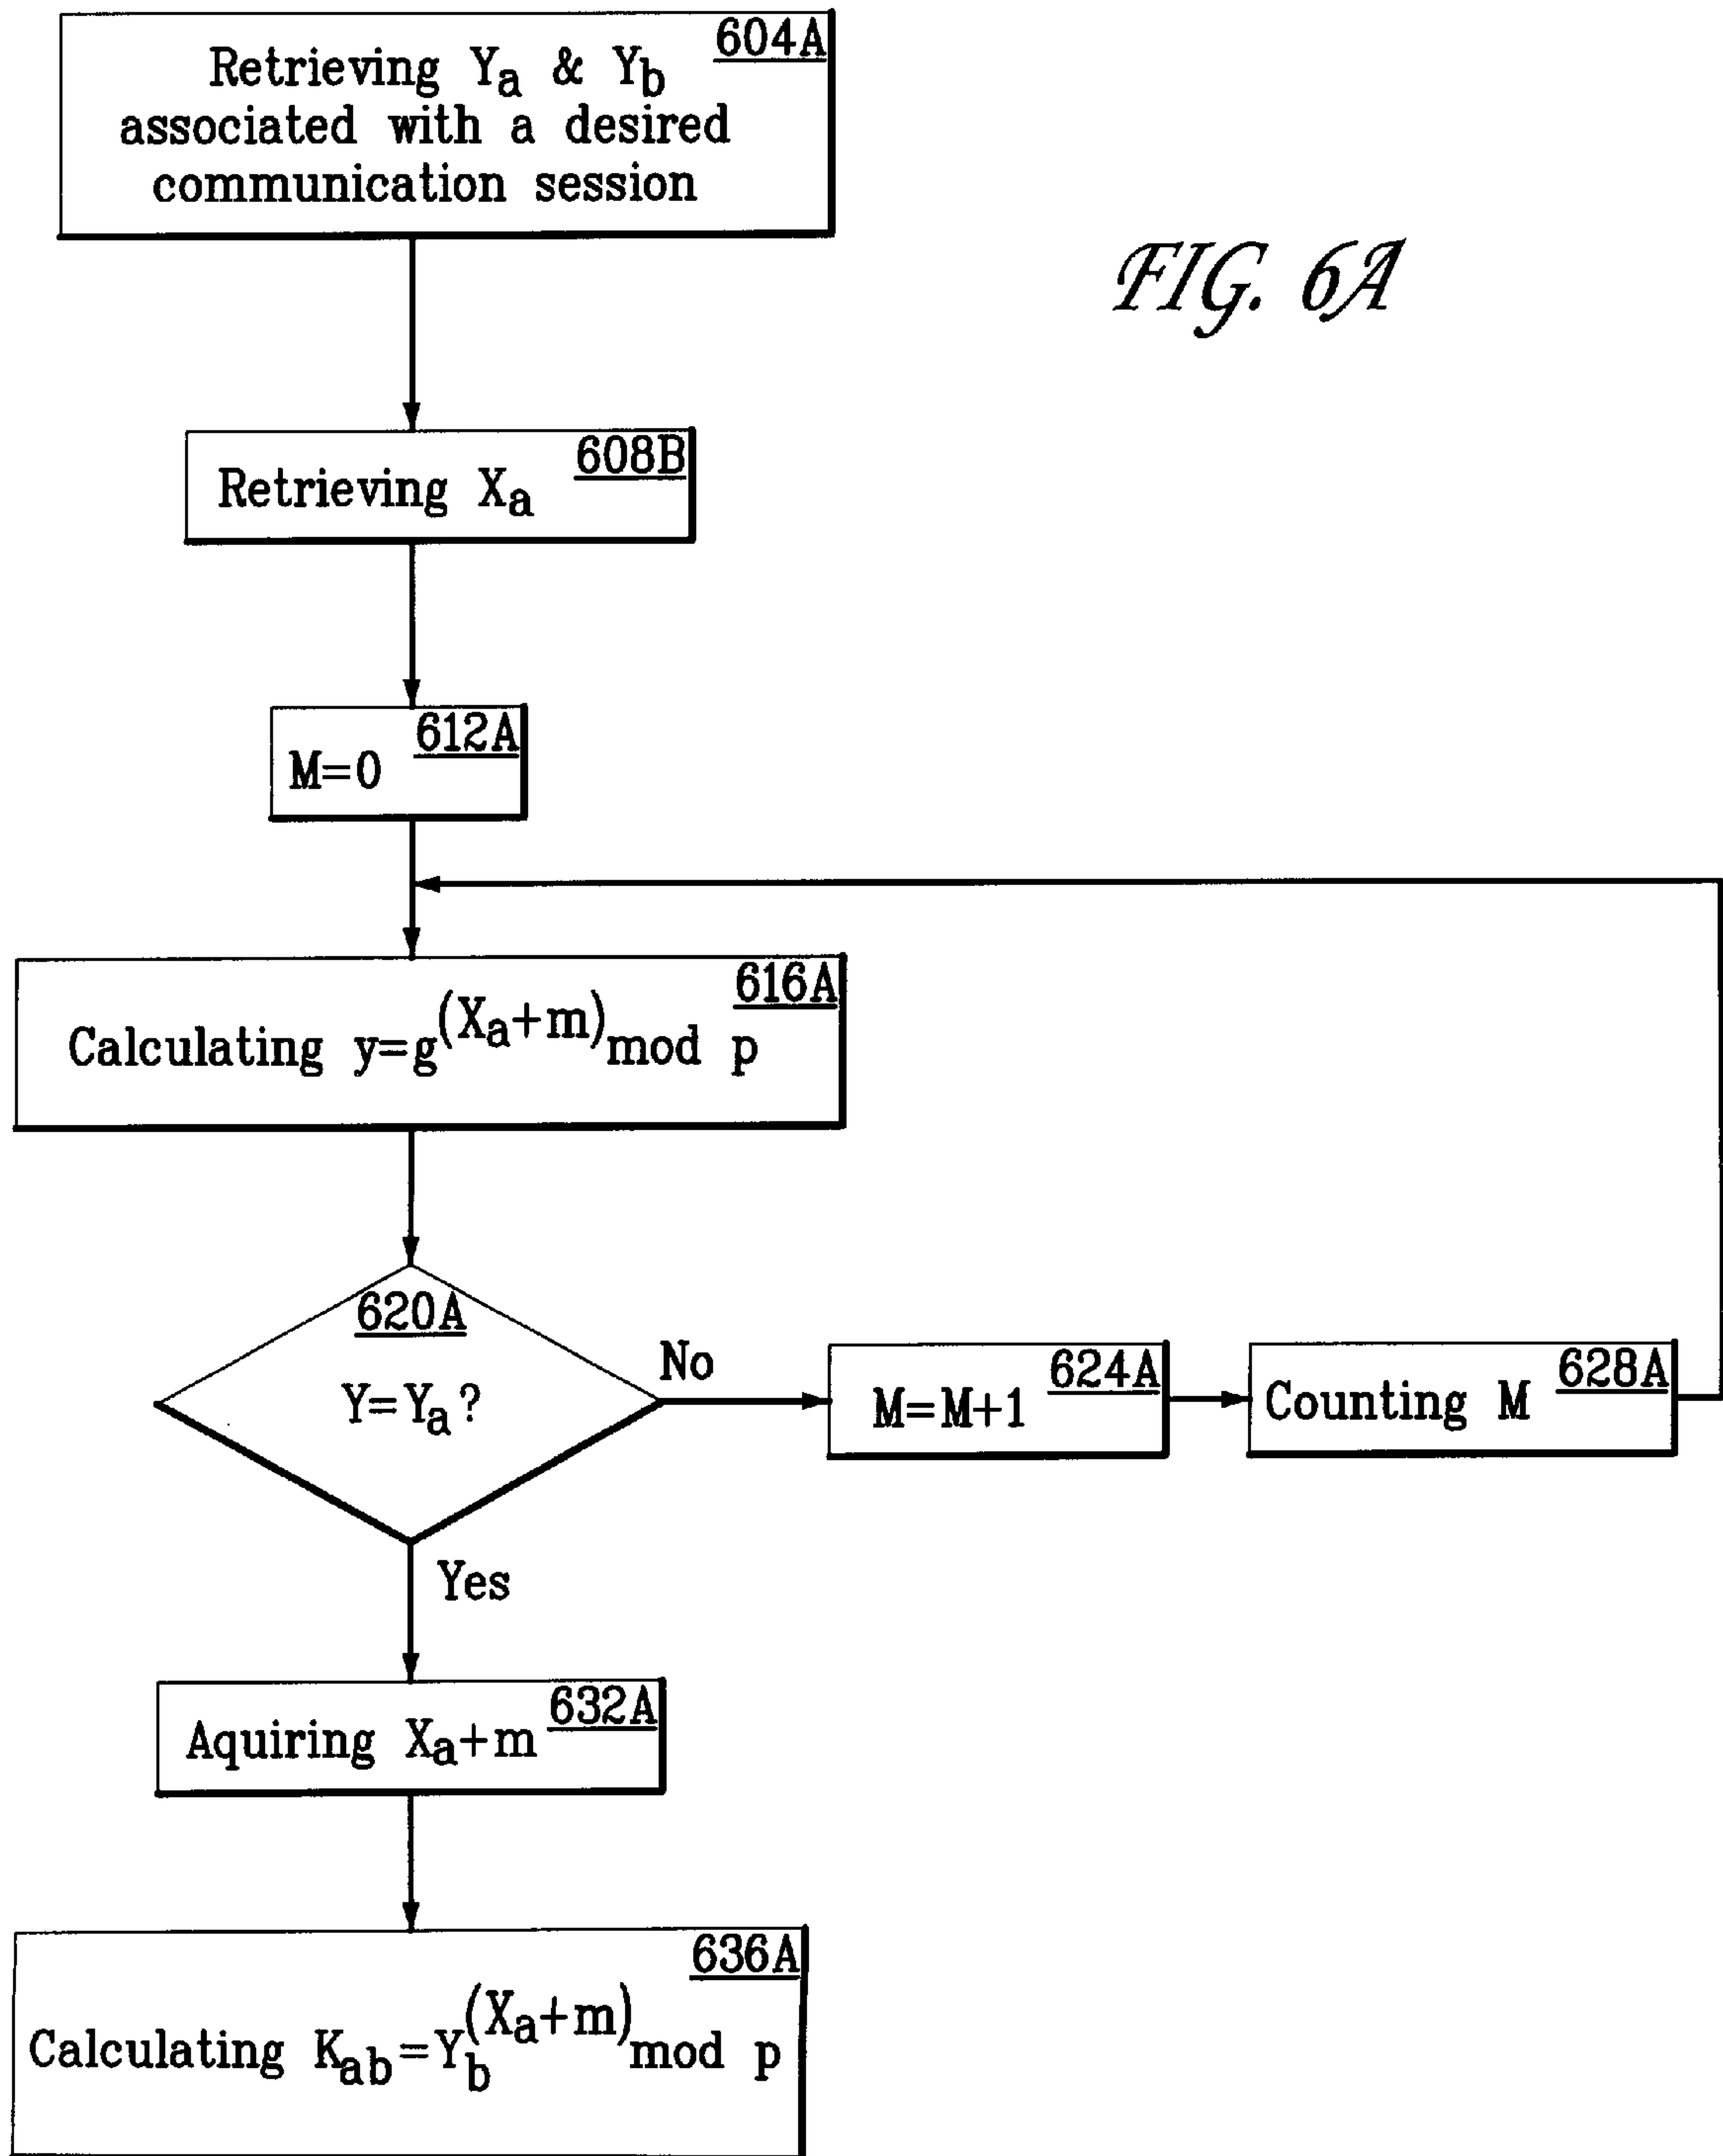 604A
Retrieving Ya & Yb
associated with a desired
communication session
FIG. 6A
608B
Retrieving Xa
612A
M=0
616A
Calculating y=g(Xa+m) mod p
620A
Y=Ya?
No
624A
M=M+1
628A
Counting M
Yes
632A
Aquiring Xa+m
636A
Calculating Kab=Yb(Xa+m) mod p